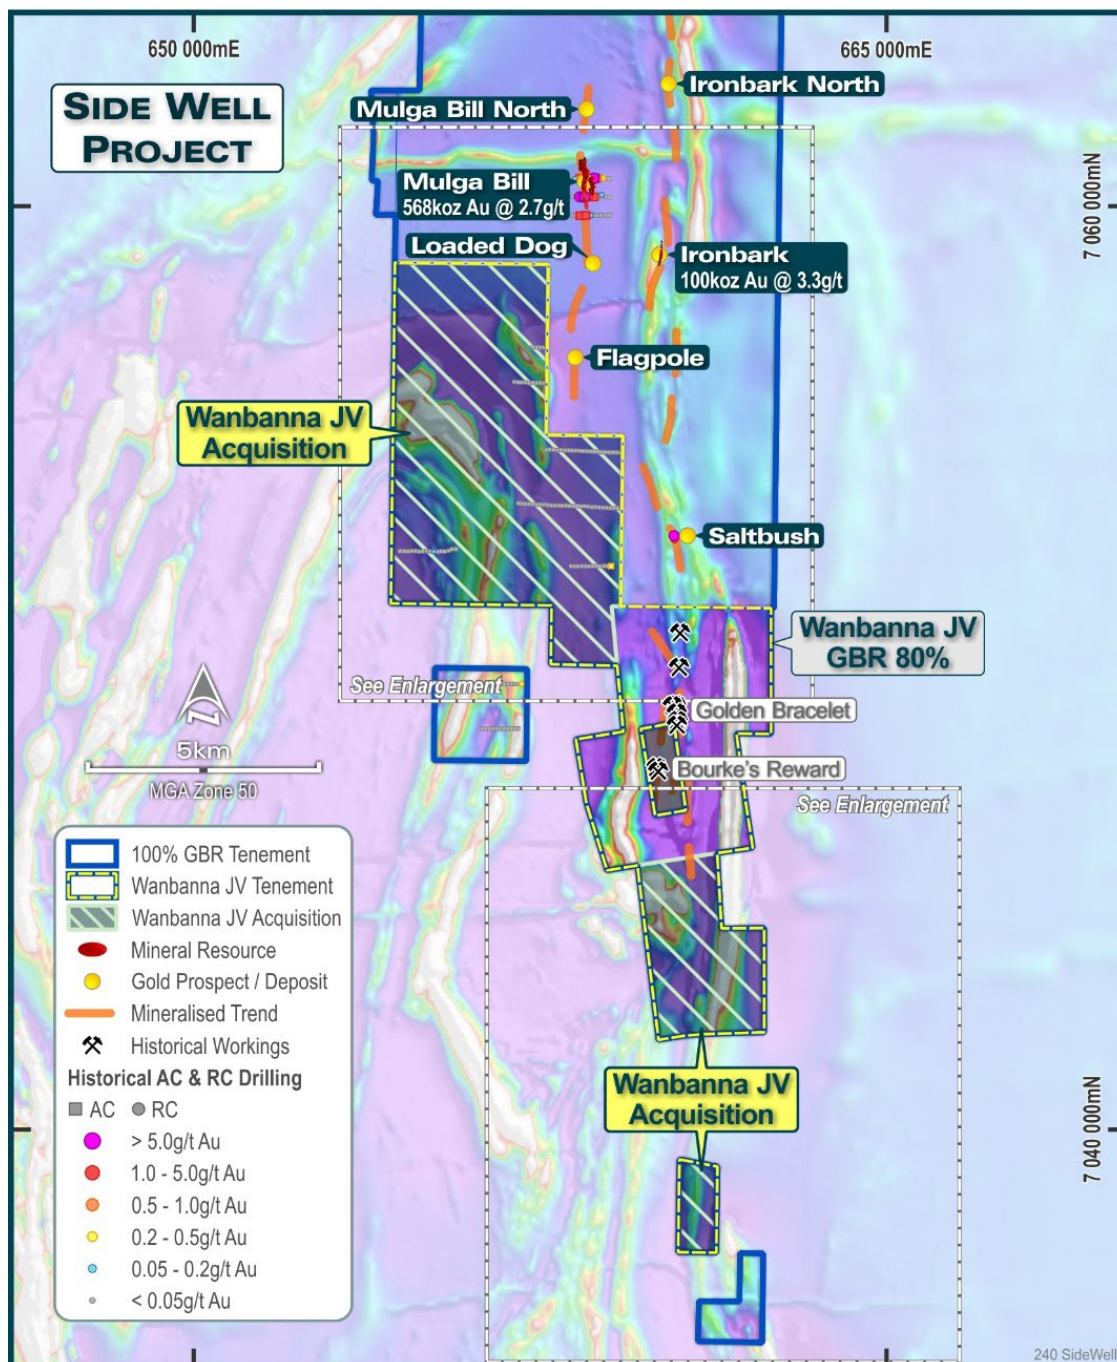 650 000mE
665 000mE
SIDE WELL
PROJECT
Ironbark North
Mulga Bill North
Mulga Bill
568koz Au @ 2.7g/t
7 060 000mN
Loaded Dog
Ironbark
100koz Au @ 3.3g/t
Flagpole
Wanbanna JV
Acquisition
Saltbush
Wanbanna JV
GBR 80%
See Enlargement
Golden Bracelet
Bourke's Reward
5km
MGA Zone 50
See Enlargement
100% GBR Tenement
Wanbanna JV Tenement
Wanbanna JV Acquisition
Mineral Resource
Gold Prospect / Deposit
Mineralised Trend
Historical Workings
Historical AC & RC Drilling
AC RC
> 5.0g/t Au
1.0 - 5.0g/t Au
0.5 - 1.0g/t Au
0.2 - 0.5g/t Au
0.05 - 0.2g/t Au
< 0.05g/t Au
Wanbanna JV
Acquisition
7 040 000mN
240 SideWell